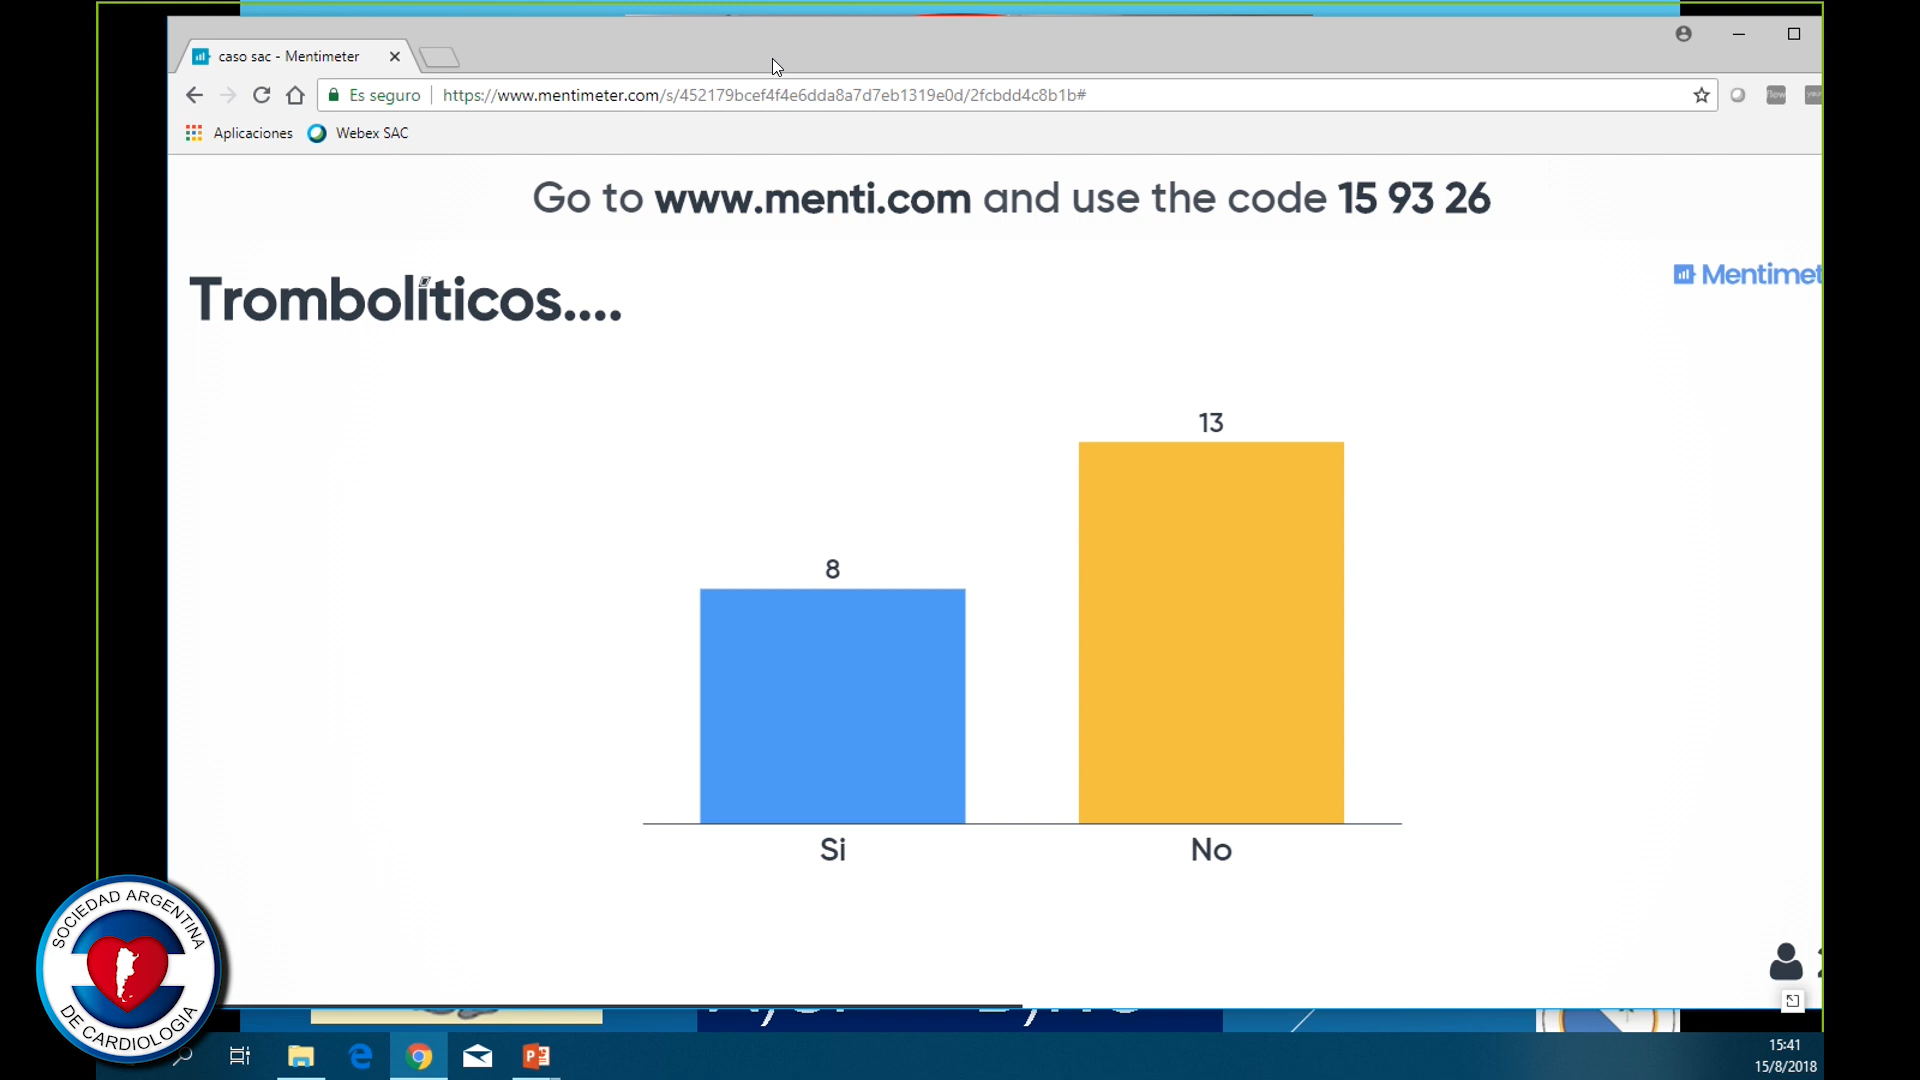 caso sac - Mentimeter
Es seguro
https://www.mentimeter.com/s/452179bcef4f4e6dda8a7d7eb1319e0d/2fcbdd4c8b1b#
Aplicaciones
Webex SAC
Go to www.menti.com and use the code 15 93 26
Mentimet
Trombolíticos....
13
8
Si
No
SOCIEDAD ARGENTINA
DE CARDIOLOGIA
15:41
15/8/2018